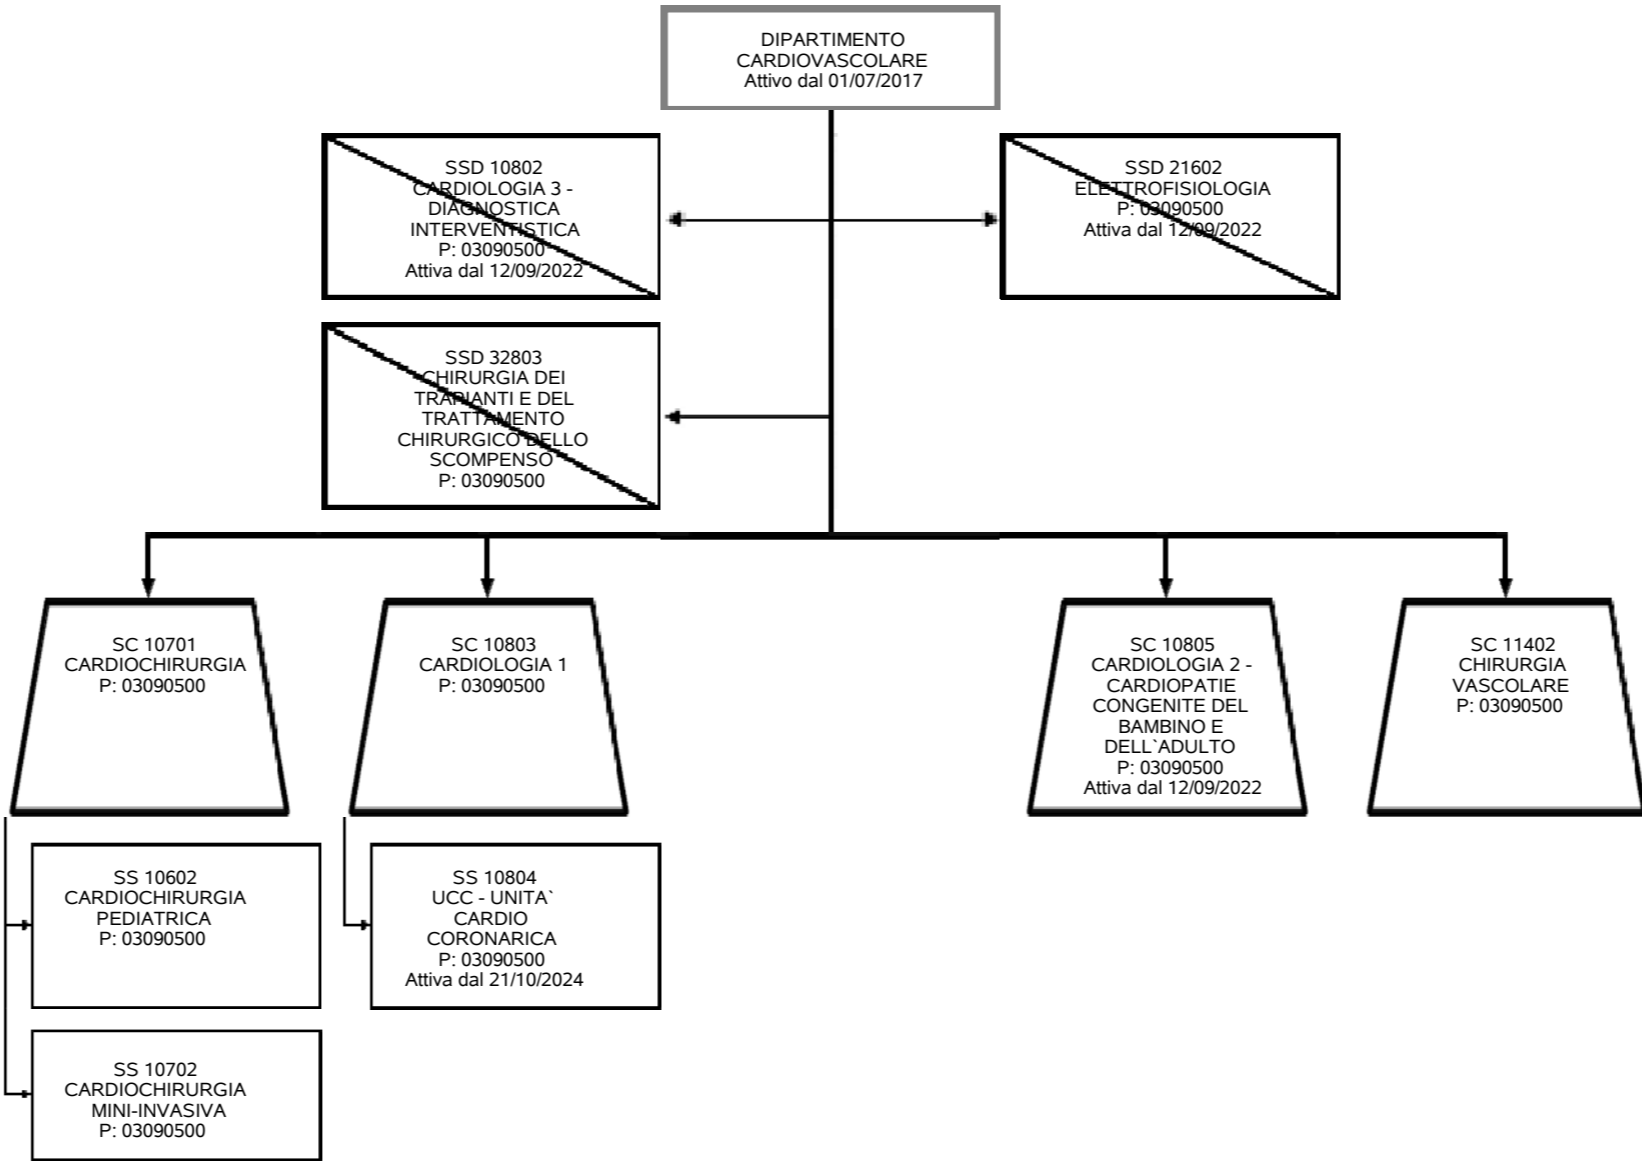 DIPARTIMENTO
CARDIOVASCOLARE
Attivo dal 01/07/2017
SSD 10802
CARDIOLOGIA 3 -
DIAGNOSTICA
INTERVENTISTICA
P: 03090500
Attiva dal 12/09/2022
SSD 21602
ELETTROFISIOLOGIA
P: 03090500
Attiva dal 12/09/2022
SSD 32803
CHIRURGIA DEI
TRAPIANTI E DEL
TRATTAMENTO
CHIRURGICO DELLO
SCOMPENSO
P: 03090500
SC 10701
CARDIOCHIRURGIA
P: 03090500
SC 10803
CARDIOLOGIA 1
P: 03090500
SC 10805
CARDIOLOGIA 2 -
CARDIOPATIE
CONGENITE DEL
BAMBINO E
DELL`ADULTO
P: 03090500
Attiva dal 12/09/2022
SC 11402
CHIRURGIA
VASCOLARE
P: 03090500
SS 10602
CARDIOCHIRURGIA
PEDIATRICA
P: 03090500
SS 10804
UCC - UNITA`
CARDIO
CORONARICA
P: 03090500
Attiva dal 21/10/2024
SS 10702
CARDIOCHIRURGIA
MINI-INVASIVA
P: 03090500